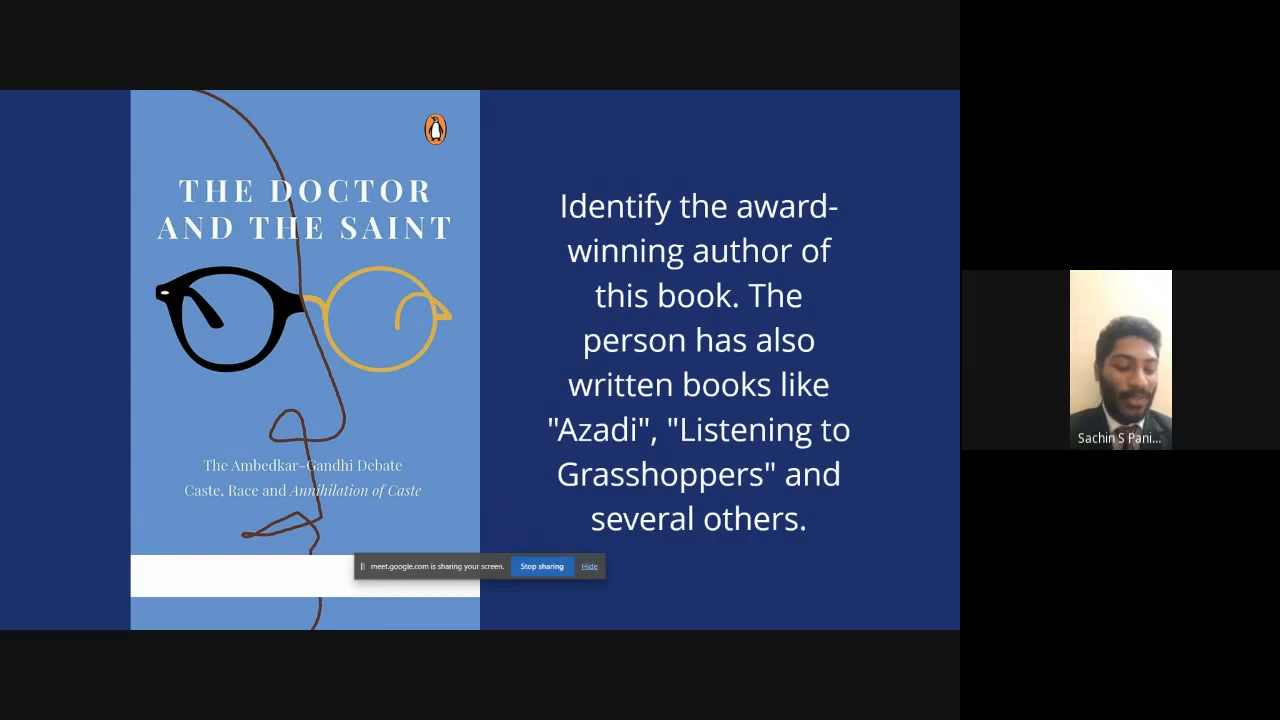 THE DOCTOR
AND THE SAINT
The Ambedkar–Gandhi Debate
Caste, Race and Annihilation of Caste
Identify the award-
winning author of
this book. The
person has also
written books like
"Azadi", "Listening to
Grasshoppers" and
several others.
meet.google.com is sharing your screen.
Stop sharing
Hide
Sachin S Pani...